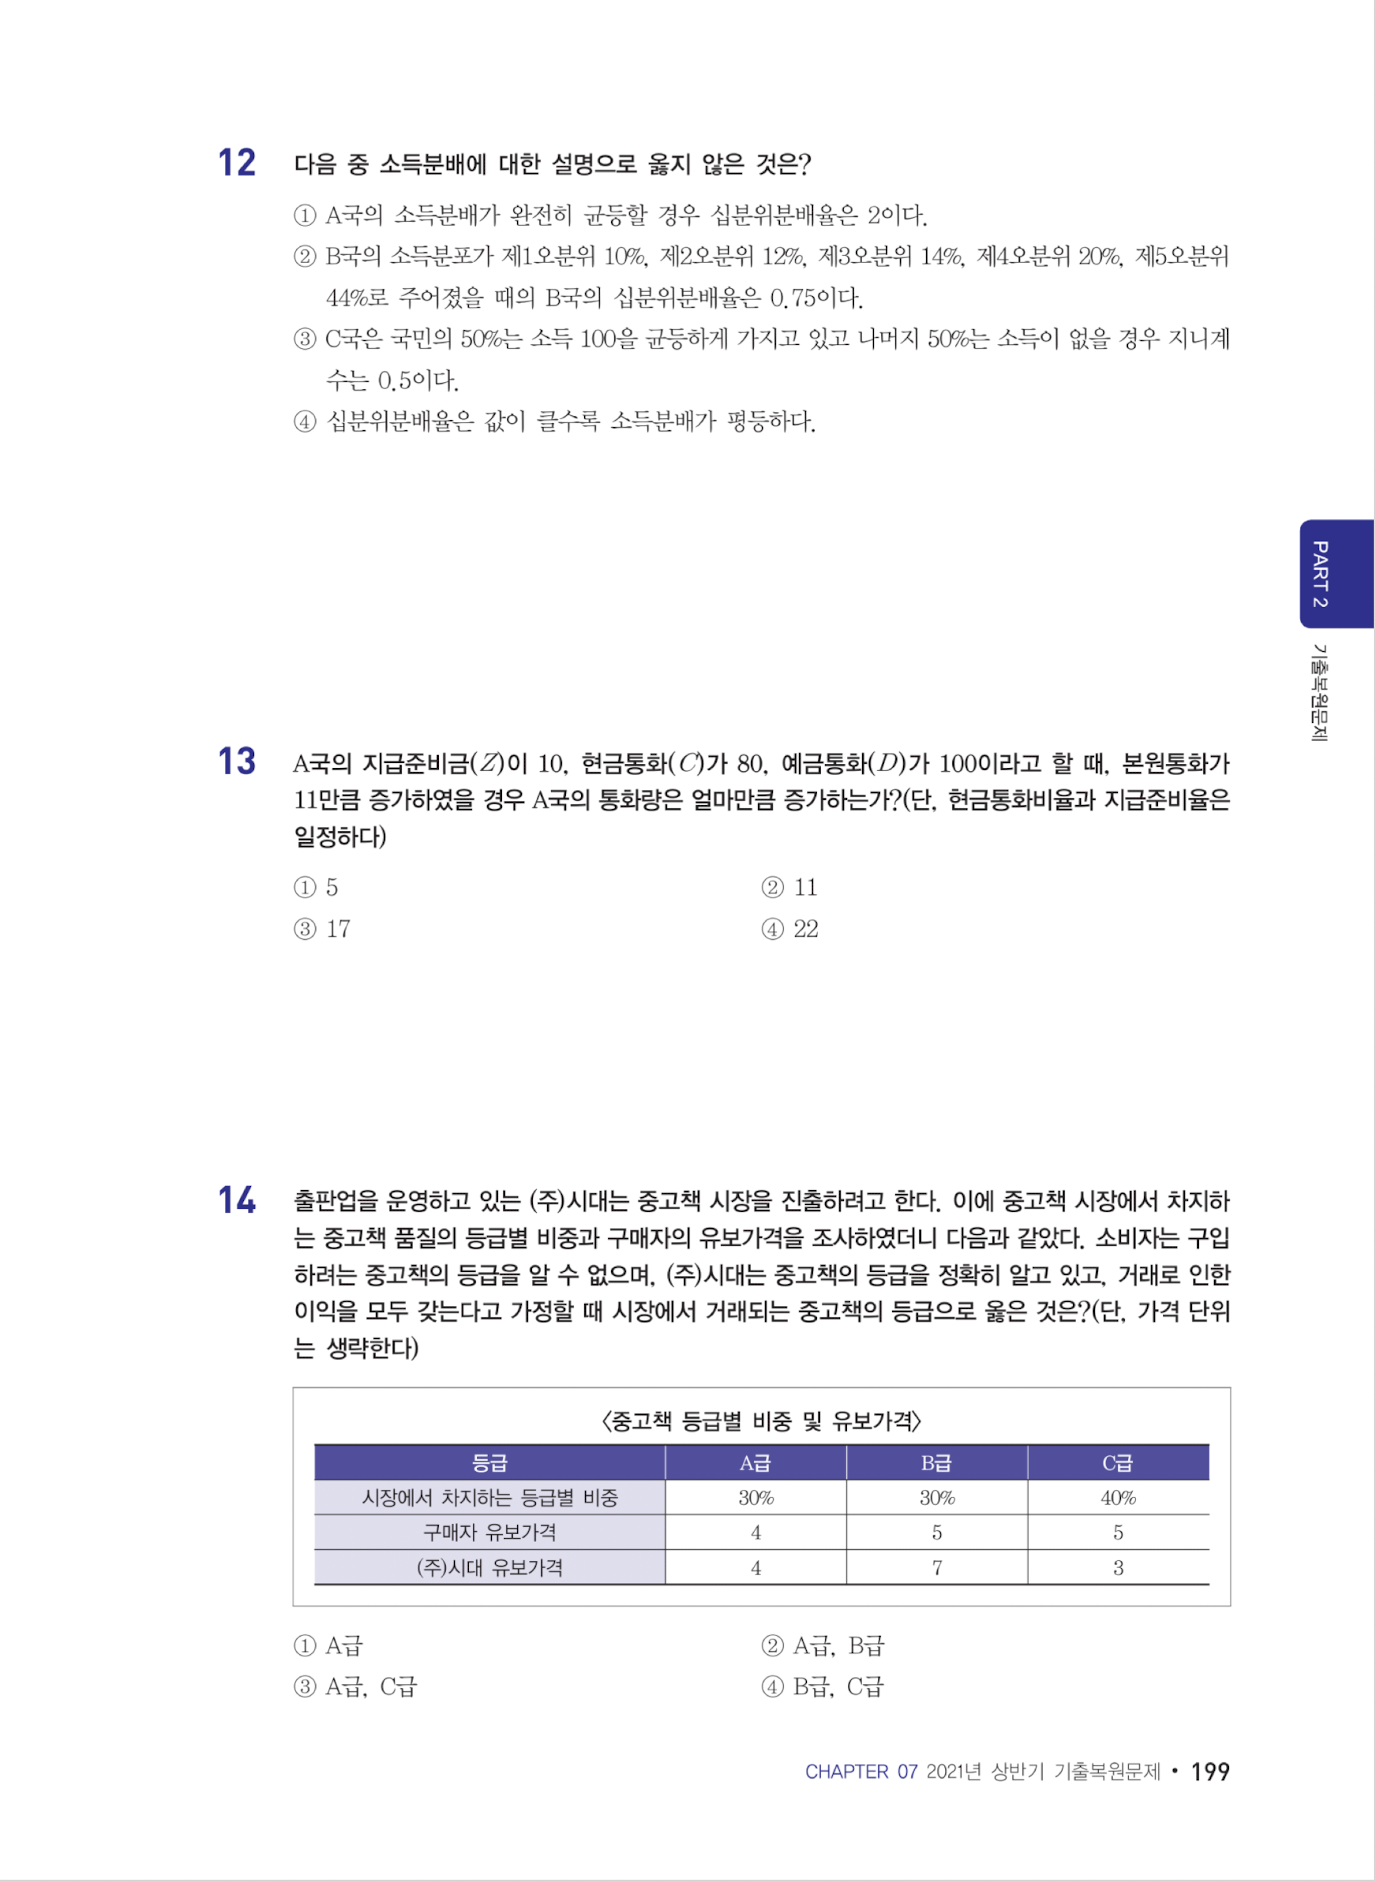 12 다음 중 소득분배에 대한 설명으로 옳지 않은 것은?
① A국의 소득분배가 완전히 균등할 경우 십분위분배율은 2이다.
② B국의 소득분포가 제1오분위 10%, 제2오분위 12%, 제3오분위 14%, 제4오분위 20%, 제5오분위
44%로 주어졌을 때의 B국의 십분위분배율은 0.75이다.
③ C국은 국민의 50%는 소득 100을 균등하게 가지고 있고 나머지 50%는 소득이 없을 경우 지니계
수는 0.5이다.
④ 십분위분배율은 값이 클수록 소득분배가 평등하다.
PART 2
기출복원문제
13 A국의 지급준비금(Z)이 10, 현금통화(C)가 80, 예금통화(D)가 100이라고 할 때, 본원통화가
11만큼 증가하였을 경우 A국의 통화량은 얼마만큼 증가하는가?(단, 현금통화비율과 지급준비율은
일정하다)
① 5 ② 11
③ 17 ④ 22
14 출판업을 운영하고 있는 (주)시대는 중고책 시장을 진출하려고 한다. 이에 중고책 시장에서 차지하
는 중고책 품질의 등급별 비중과 구매자의 유보가격을 조사하였더니 다음과 같았다. 소비자는 구입
하려는 중고책의 등급을 알 수 없으며, (주)시대는 중고책의 등급을 정확히 알고 있고, 거래로 인한
이익을 모두 갖는다고 가정할 때 시장에서 거래되는 중고책의 등급으로 옳은 것은?(단, 가격 단위
는 생략한다)
〈중고책 등급별 비중 및 유보가격〉
등급 A급 B급 C급
시장에서 차지하는 등급별 비중 30% 30% 40%
구매자 유보가격 4 5 5
(주)시대 유보가격 4 7 3
① A급 ② A급, B급
③ A급, C급 ④ B급, C급
CHAPTER 07 2021년 상반기 기출복원문제 • 199